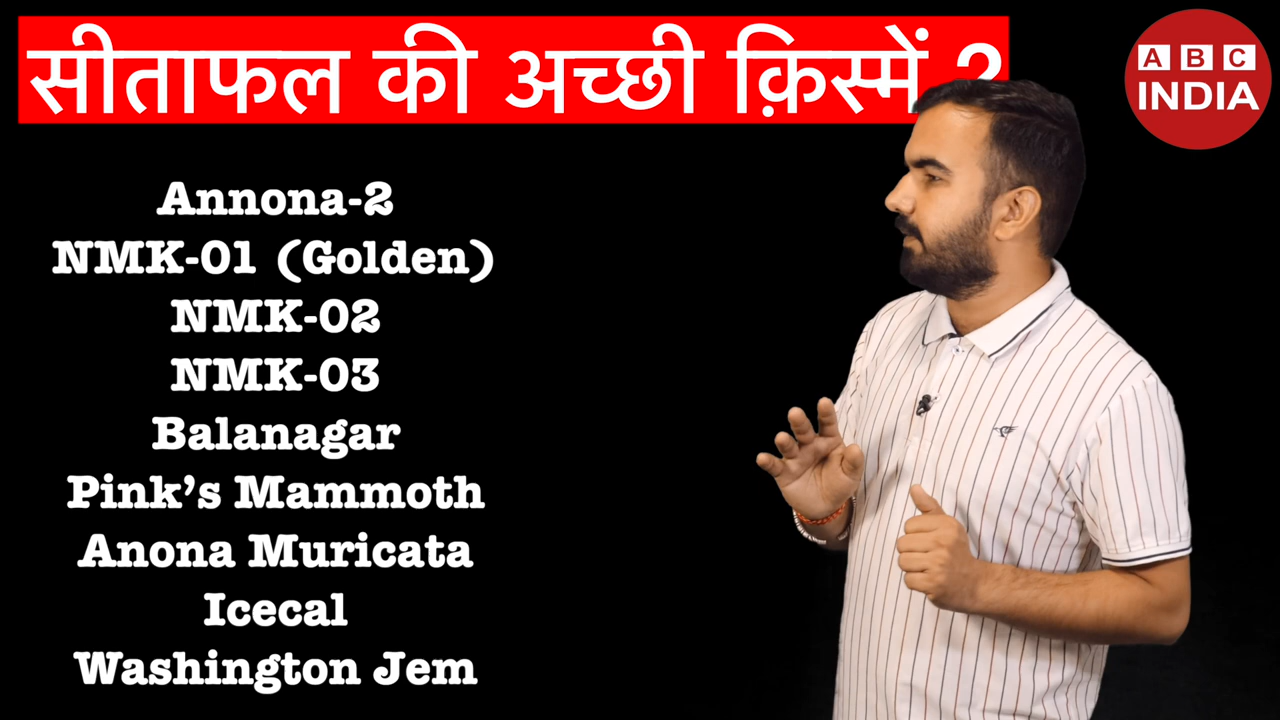 सीताफल की अच्छी क़िस्में ?
A B C
INDIA
Annona-2
NMK-01 (Golden)
NMK-02
NMK-03
Balanagar
Pink's Mammoth
Anona Muricata
Icecal
Washington Jem